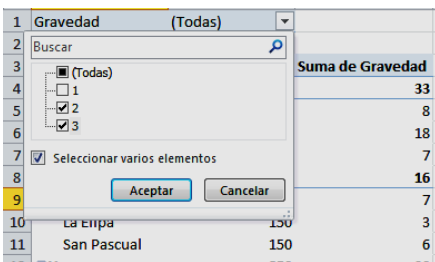 1 Gravedad (Todas)
2 Buscar
3 (Todas) Suma de Gravedad
4 1 33
5 2 8
6 3 18
7 Seleccionar varios elementos 7
8 Aceptar Cancelar 16
9 7
10 La Elipa 150 3
11 San Pascual 150 6